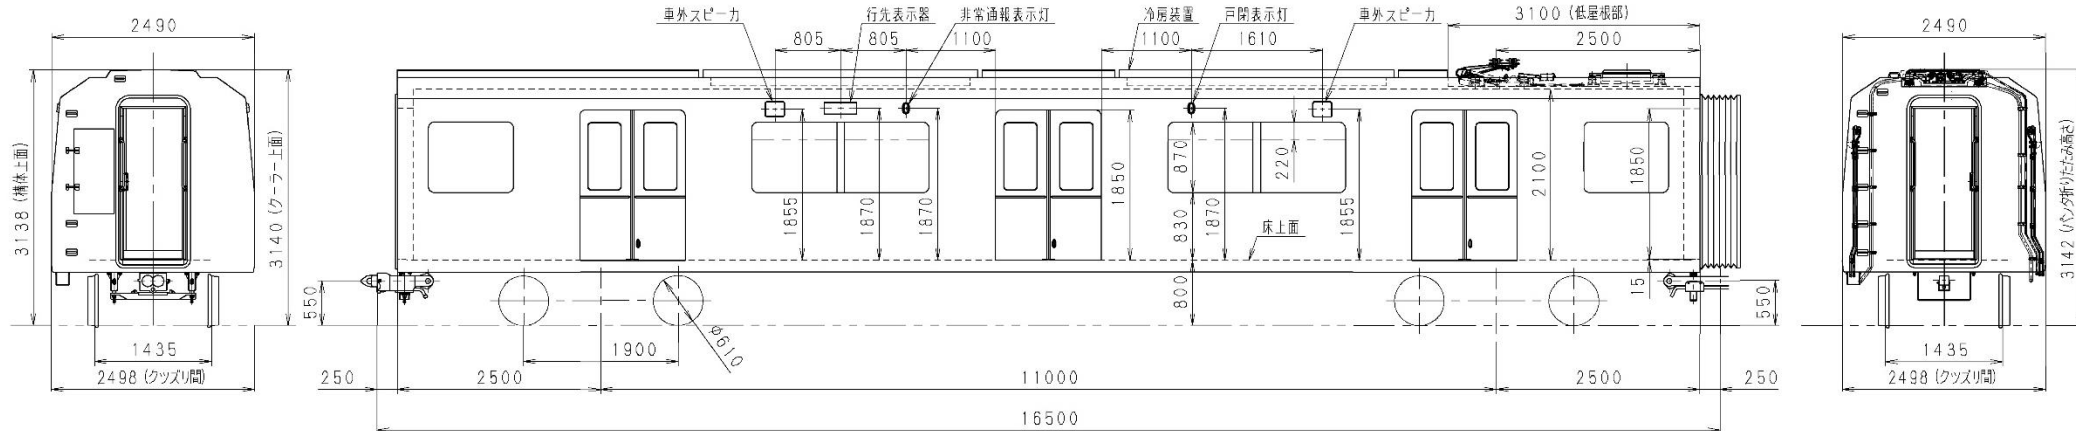 2490
3138 (構体上面)
3140 (クーラー上面)
1435
2498 (クツズリ間)
車外スピーカ
行先表示器
非常通報表示灯
冷房装置
戸閉表示灯
車外スピーカ
3100 (低屋根部)
805
805
1100
1100
1610
2500
1855
1870
1870
1850
870
220
830
1870
1855
2100
1850
床上面
550
800
15
550
φ610
1900
250
2500
11000
2500
250
16500
2490
3142 (パンタ折りたたみ高さ)
1435
2498 (クツズリ間)